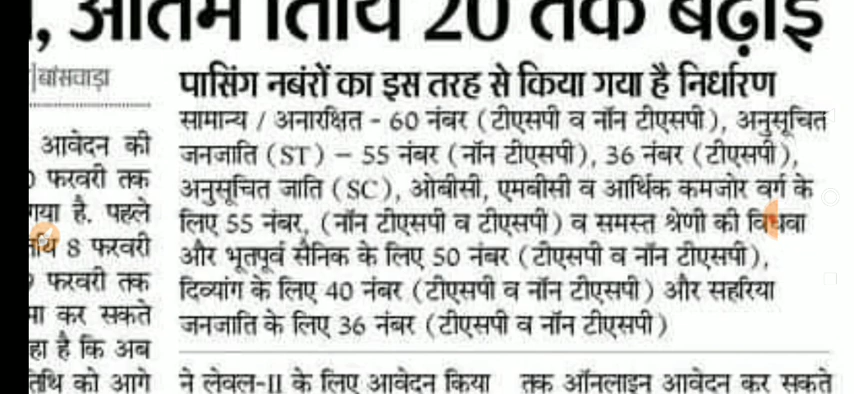 , अंतिम तिथि 20 तक बढ़ाई
बांसवाड़ा
पासिंग नबंरों का इस तरह से किया गया है निर्धारण
सामान्य / अनारक्षित - 60 नंबर (टीएसपी व नॉन टीएसपी), अनुसूचित
जनजाति (ST) – 55 नंबर (नॉन टीएसपी), 36 नंबर (टीएसपी),
अनुसूचित जाति (SC), ओबीसी, एमबीसी व आर्थिक कमजोर वर्ग के
लिए 55 नंबर, (नॉन टीएसपी व टीएसपी) व समस्त श्रेणी की विधवा
और भूतपूर्व सैनिक के लिए 50 नंबर (टीएसपी व नॉन टीएसपी),
दिव्यांग के लिए 40 नंबर (टीएसपी व नॉन टीएसपी) और सहरिया
जनजाति के लिए 36 नंबर (टीएसपी व नॉन टीएसपी)
आवेदन की
फरवरी तक
गया है. पहले
8 फरवरी
फरवरी तक
कर सकते
है कि अब
को आगे
ने लेवल-II के लिए आवेदन किया
तक ऑनलाइन आवेदन कर सकते